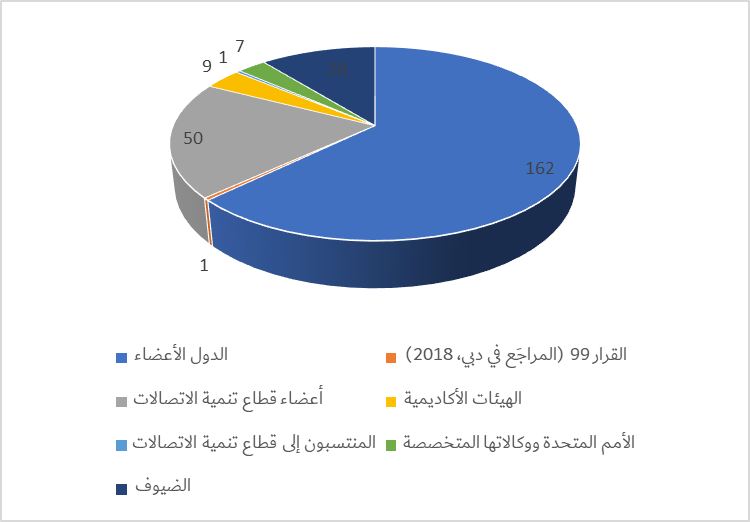 7
1
9
28
50
162
1
الدول الأعضاء
القرار 99 (المراجَع في دبي، 2018)
أعضاء قطاع تنمية الاتصالات
الهيئات الأكاديمية
المنتسبون إلى قطاع تنمية الاتصالات
الأمم المتحدة ووكالاتها المتخصصة
الضيوف